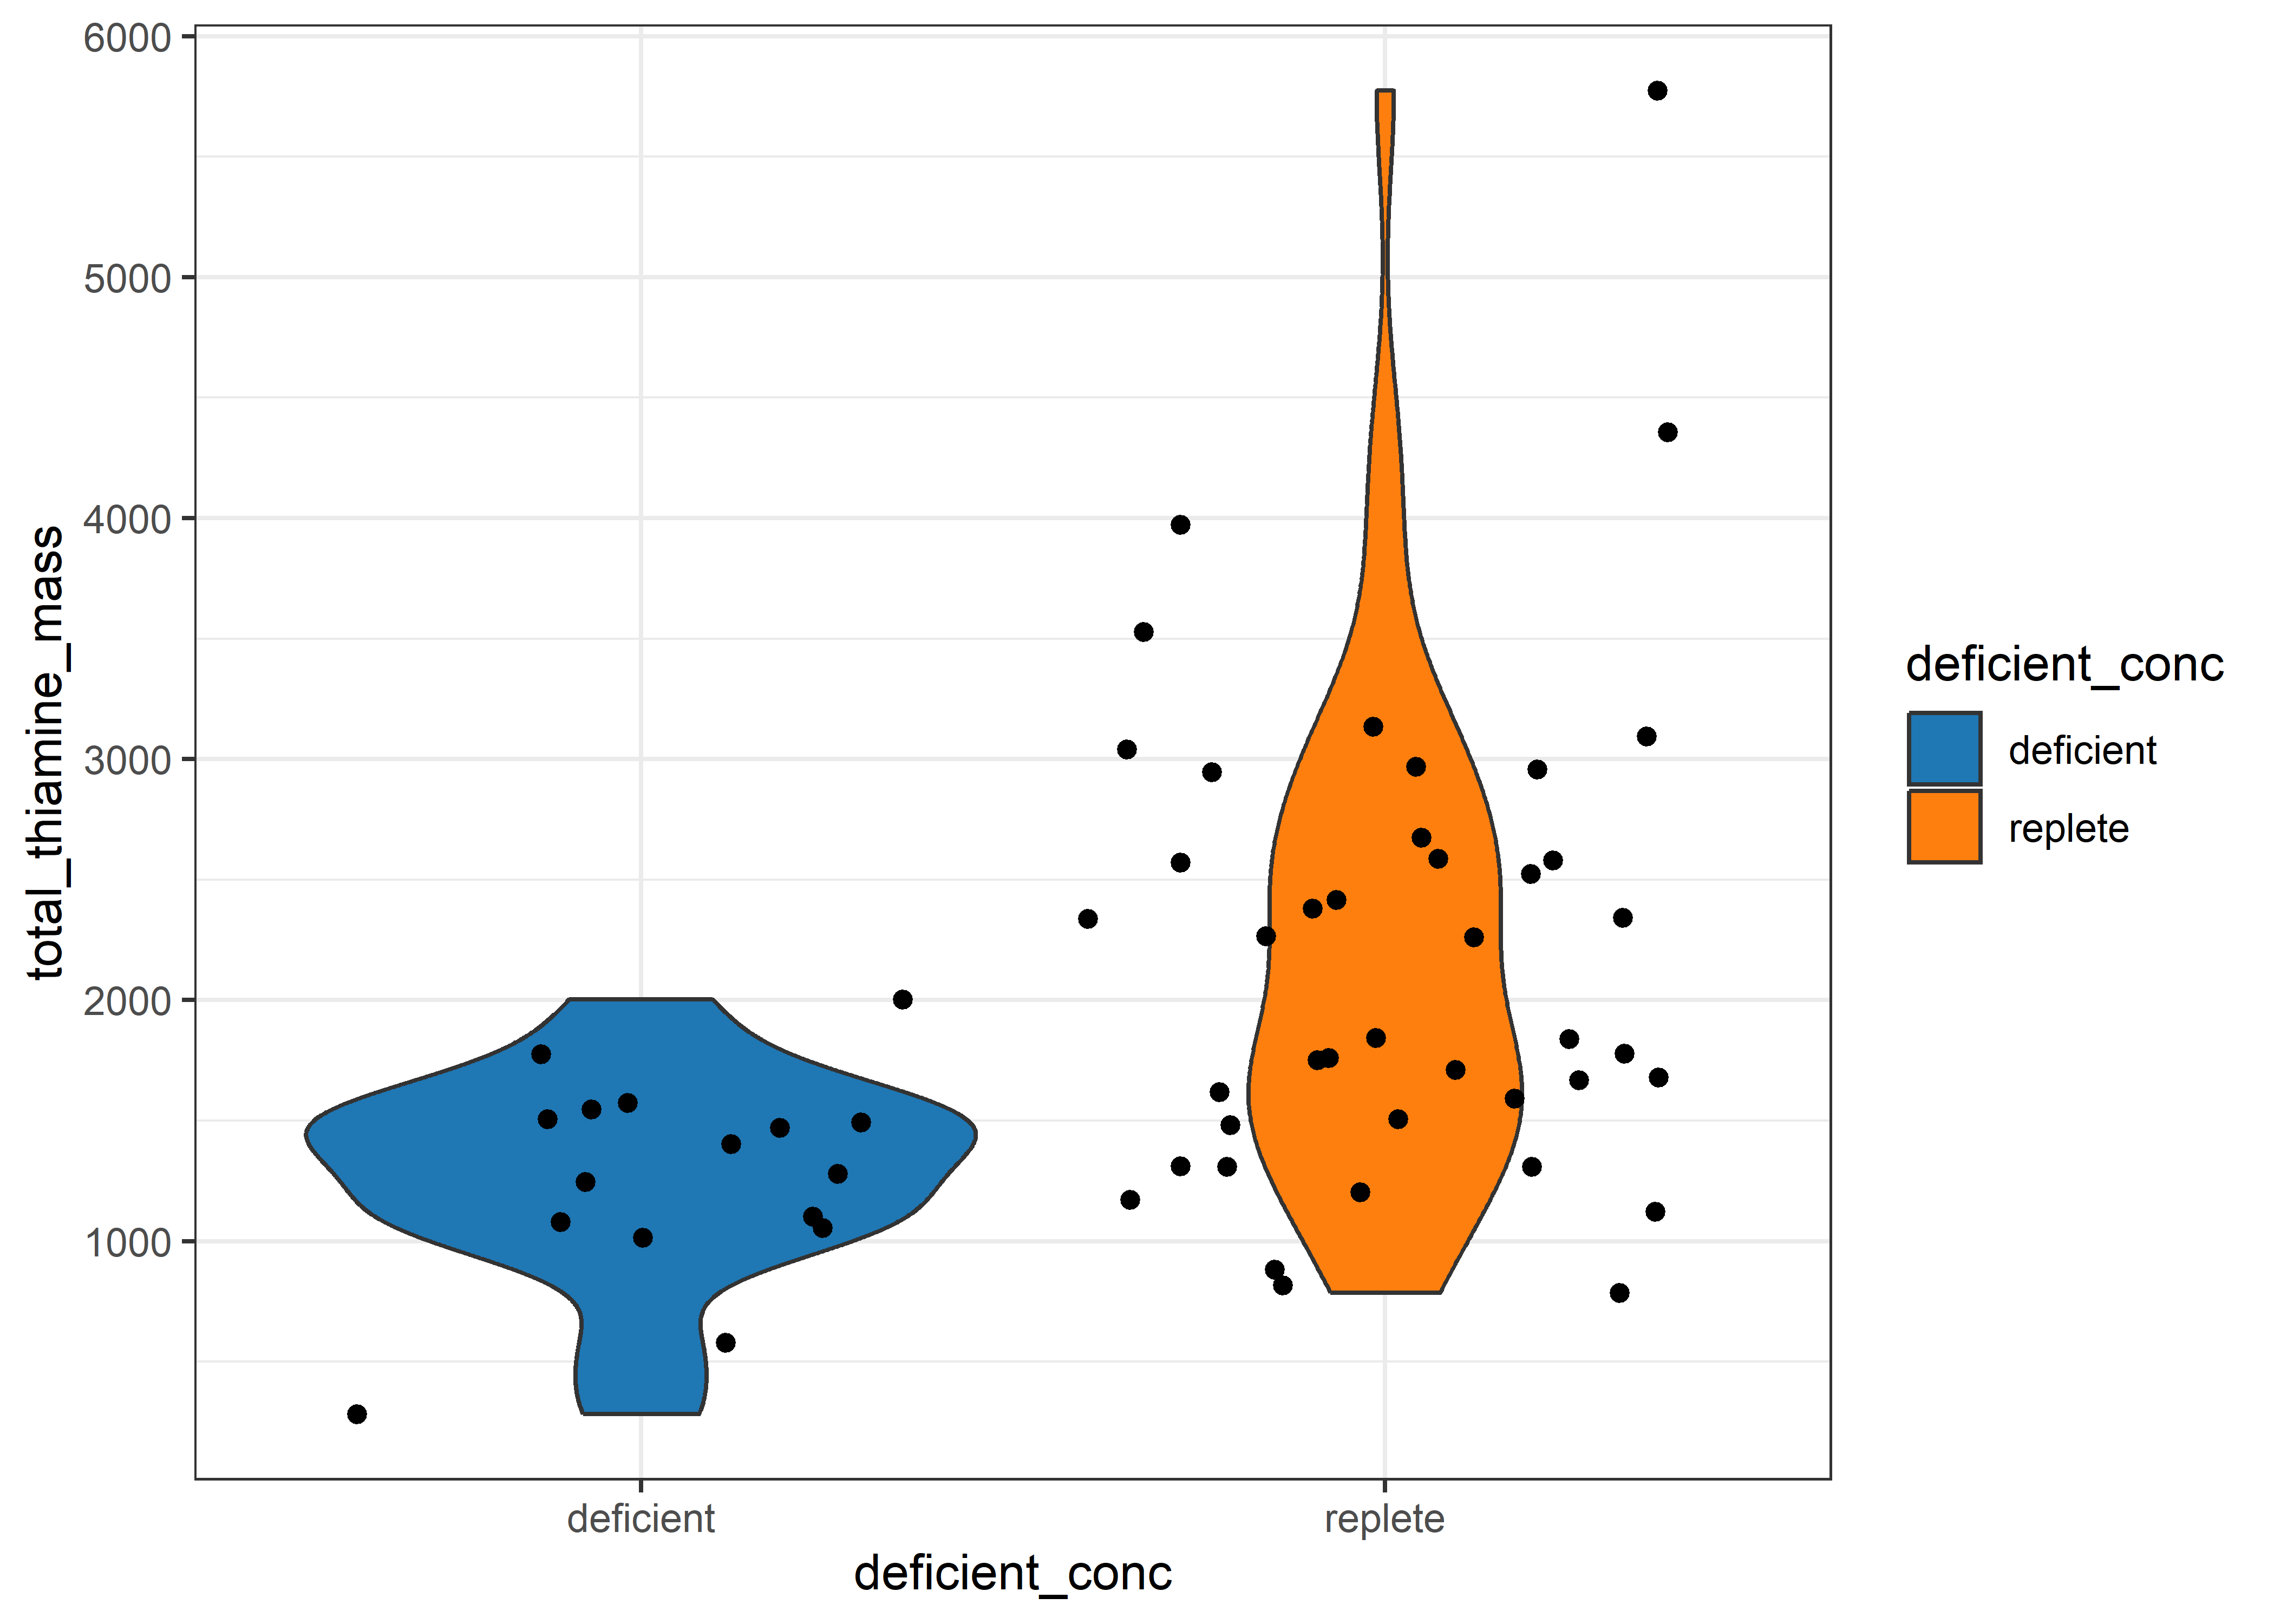 total_thiamine_mass
6000
5000
4000
3000
2000
1000
deficient
replete
deficient_conc
deficient_conc
deficient
replete